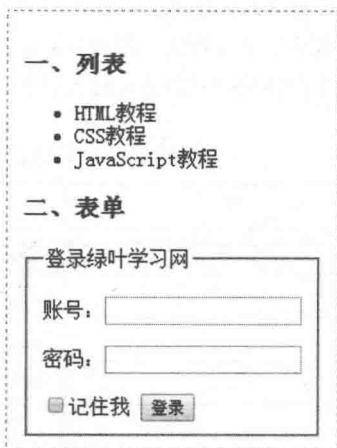 一、列表
HTML教程
CSS教程
JavaScript教程
二、表单
登录绿叶学习网
账号：
密码：
记住我 登录